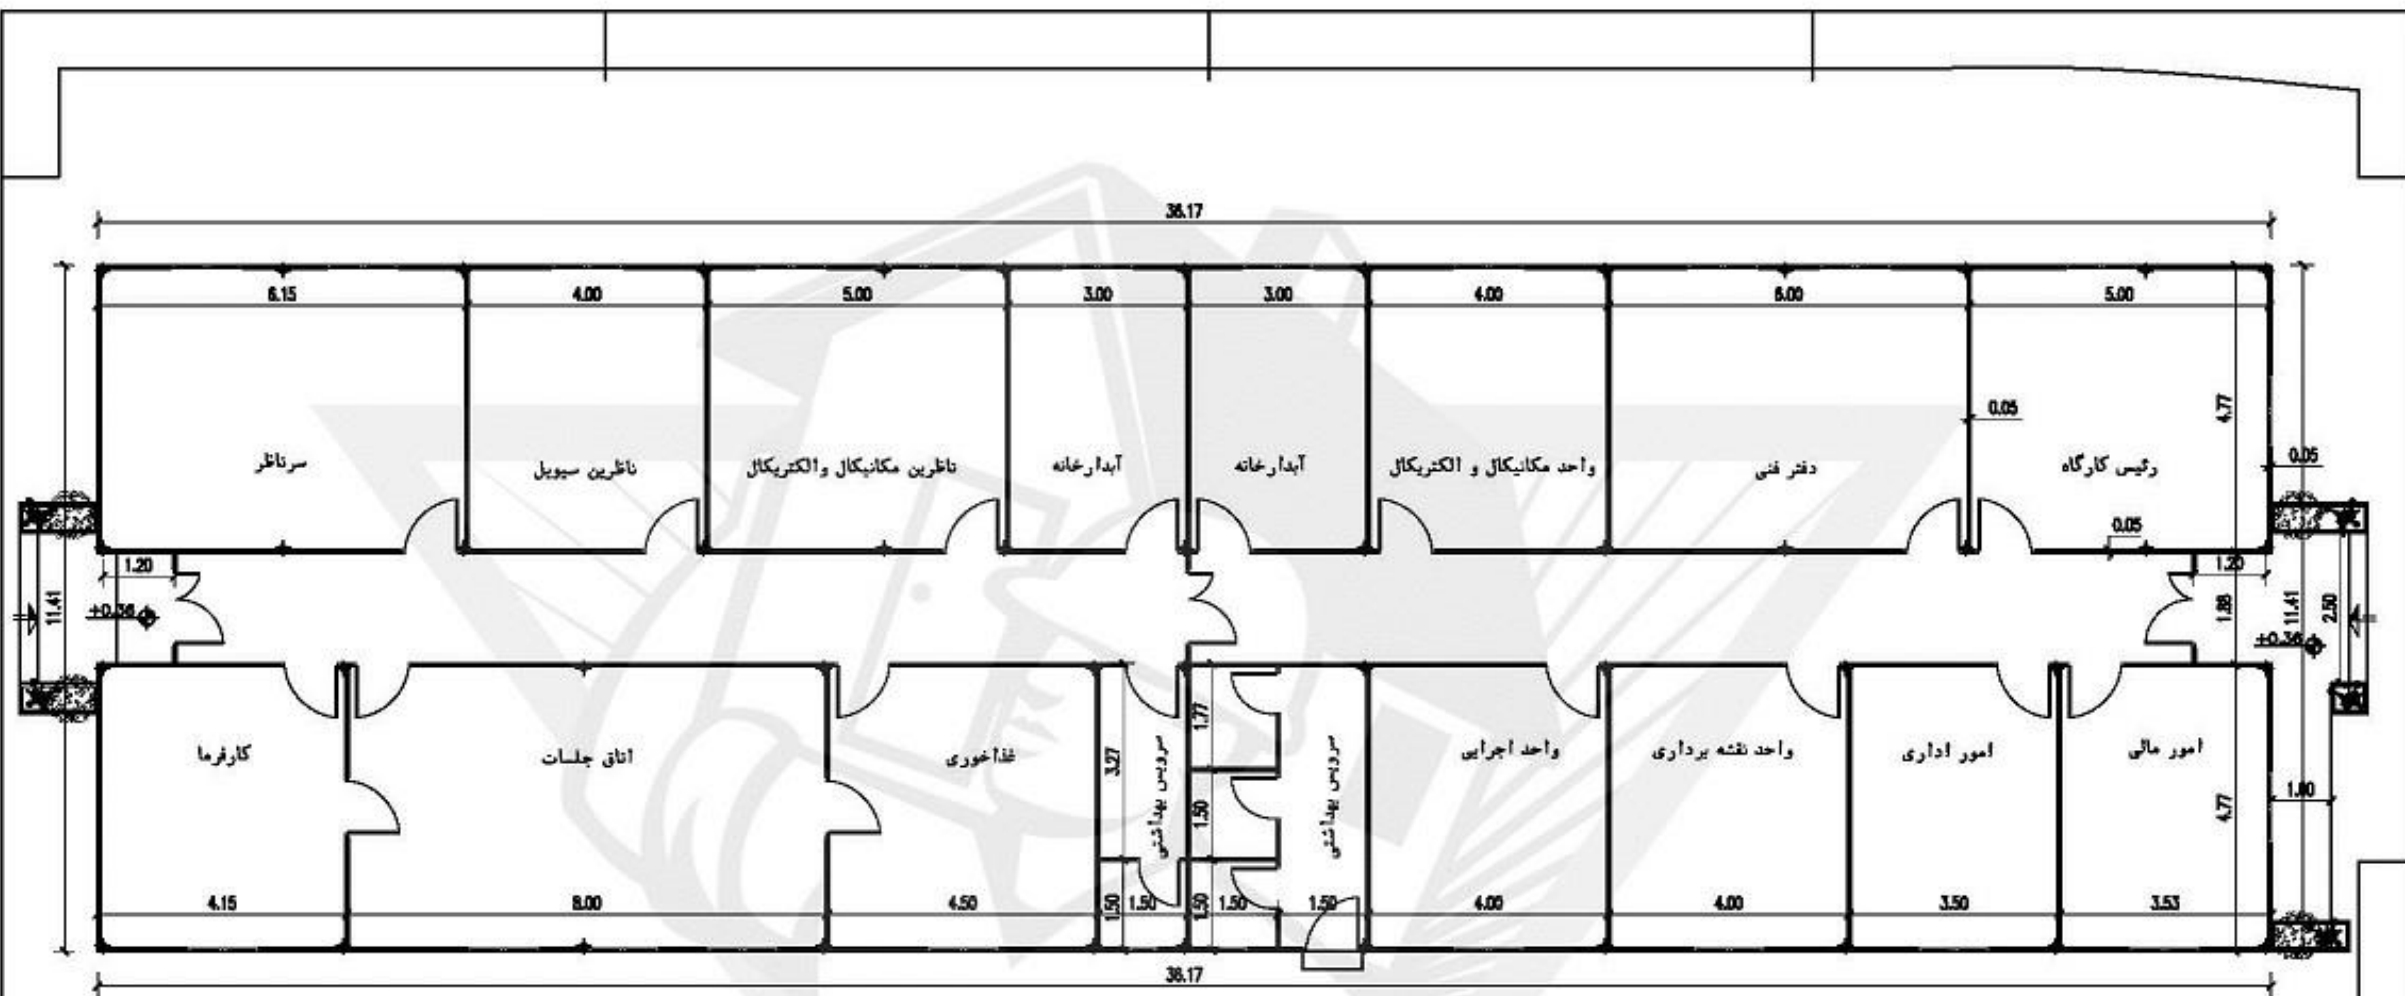 36.17
6.15 4.00 5.00 3.00 3.00 4.00 6.00 5.00
4.77
0.05
0.05
سرناظر
ناظرین سیویل
ناظرین مکانیکال والکتریکال
آبدارخانه
آبدارخانه
واحد مکانیکال و الکتریکال
دفتر فنی
رئیس کارگاه
0.05
1.20
1.20
11.41
+0.36
1.88
11.41
2.50
+0.36
کارفرما
اتاق جلسات
غذاخوری
سرویس بهداشتی
سرویس بهداشتی
واحد اجرایی
واحد نقشه برداری
امور اداری
امور مالی
3.27
1.77
1.50
4.77
1.80
4.15 8.00 4.50 1.50 1.50 1.50 1.50 1.50 4.00 4.00 3.50 3.53
36.17